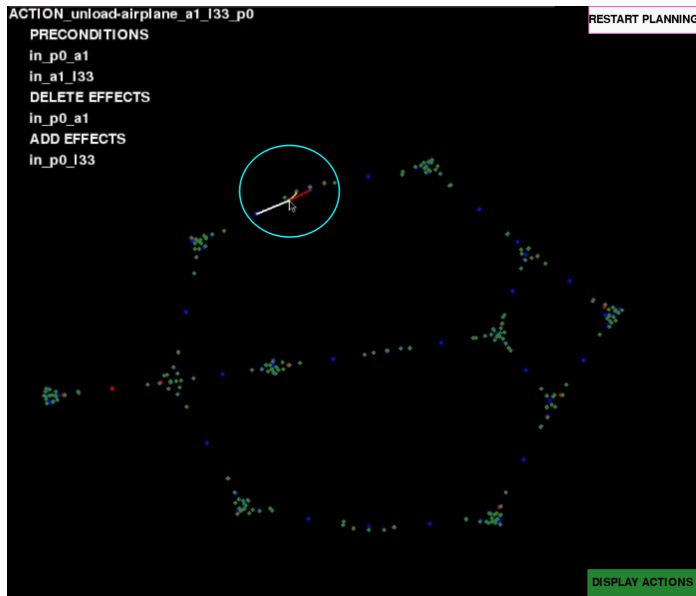 ACTION_unload-airplane_a1_l33_p0
PRECONDITIONS
in_p0_a1
in_a1_l33
DELETE EFFECTS
in_p0_a1
ADD EFFECTS
in_p0_l33
RESTART PLANNING
DISPLAY ACTIONS